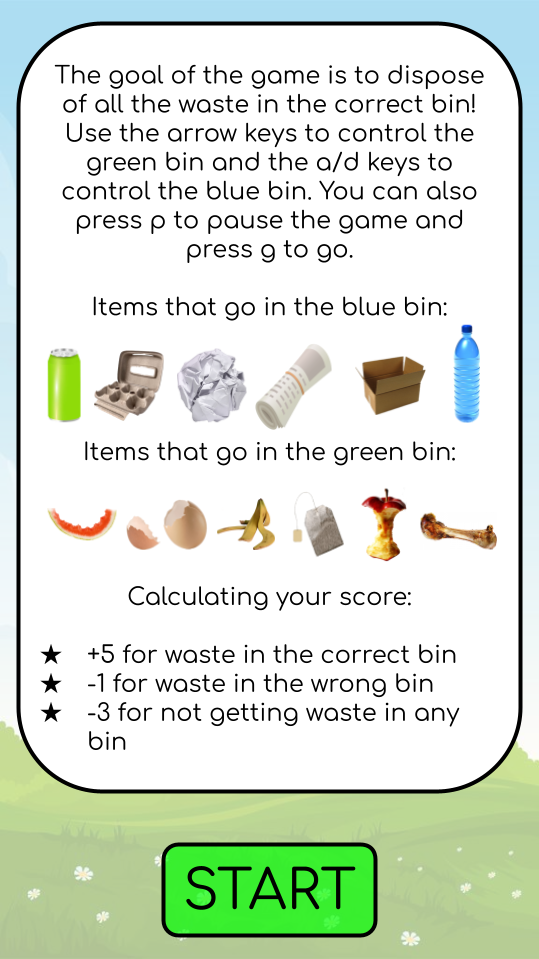 The goal of the game is to dispose
of all the waste in the correct bin!
Use the arrow keys to control the
green bin and the a/d keys to
control the blue bin. You can also
press p to pause the game and
press g to go.
Items that go in the blue bin:
Items that go in the green bin:
Calculating your score:
★ +5 for waste in the correct bin
★ -1 for waste in the wrong bin
★ -3 for not getting waste in any
bin
START